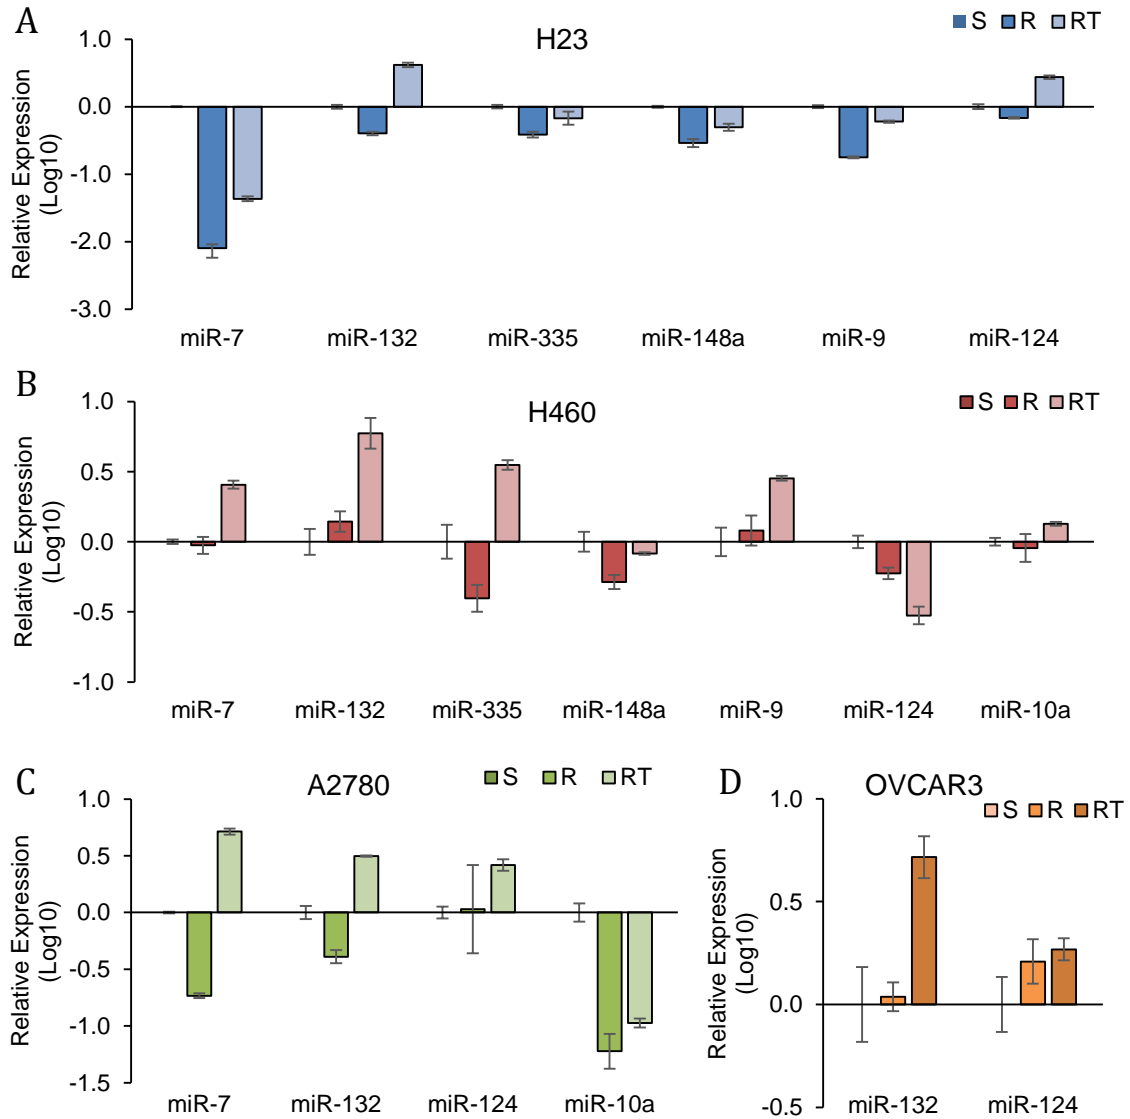 A
H23
S R RT
Relative Expression
(Log10)
1.0
0.0
-1.0
-2.0
-3.0
miR-7 miR-132 miR-335 miR-148a miR-9 miR-124
B
H460
S R RT
Relative Expression
(Log10)
1.0
0.5
0.0
-0.5
-1.0
miR-7 miR-132 miR-335 miR-148a miR-9 miR-124 miR-10a
C
A2780
S R RT
Relative Expression
(Log10)
1.0
0.5
0.0
-0.5
-1.0
-1.5
miR-7 miR-132 miR-124 miR-10a
D
OVCAR3
S R RT
Relative Expression
(Log10)
1.0
0.5
0.0
-0.5
miR-132 miR-124